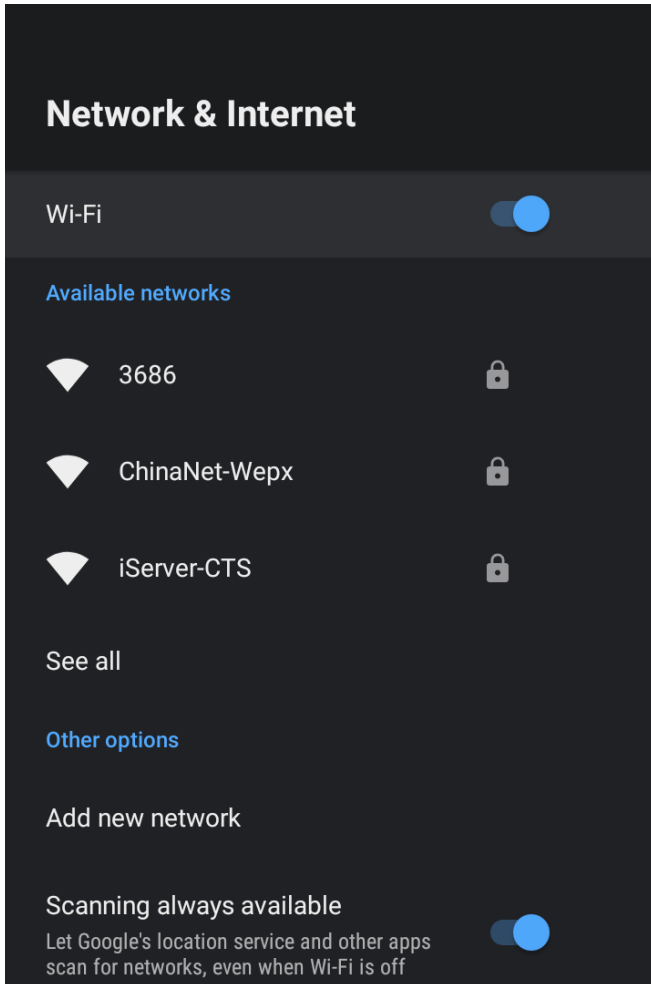 Network & Internet
Wi-Fi
Available networks
3686
ChinaNet-Wepx
iServer-CTS
See all
Other options
Add new network
Scanning always available
Let Google's location service and other apps
scan for networks, even when Wi-Fi is off